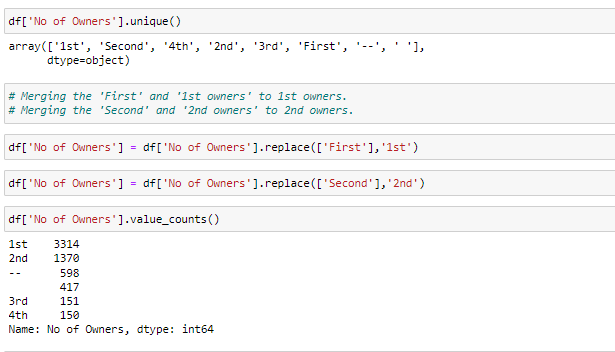 df['No of Owners'].unique()
array(['1st', 'Second', '4th', '2nd', '3rd', 'First', '--', ' '],
      dtype=object)
# Merging the 'First' and '1st owners' to 1st owners.
# Merging the 'Second' and '2nd owners' to 2nd owners.
df['No of Owners'] = df['No of Owners'].replace(['First'],'1st')
df['No of Owners'] = df['No of Owners'].replace(['Second'],'2nd')
df['No of Owners'].value_counts()
1st    3314
2nd    1370
--      598
        417
3rd     151
4th     150
Name: No of Owners, dtype: int64